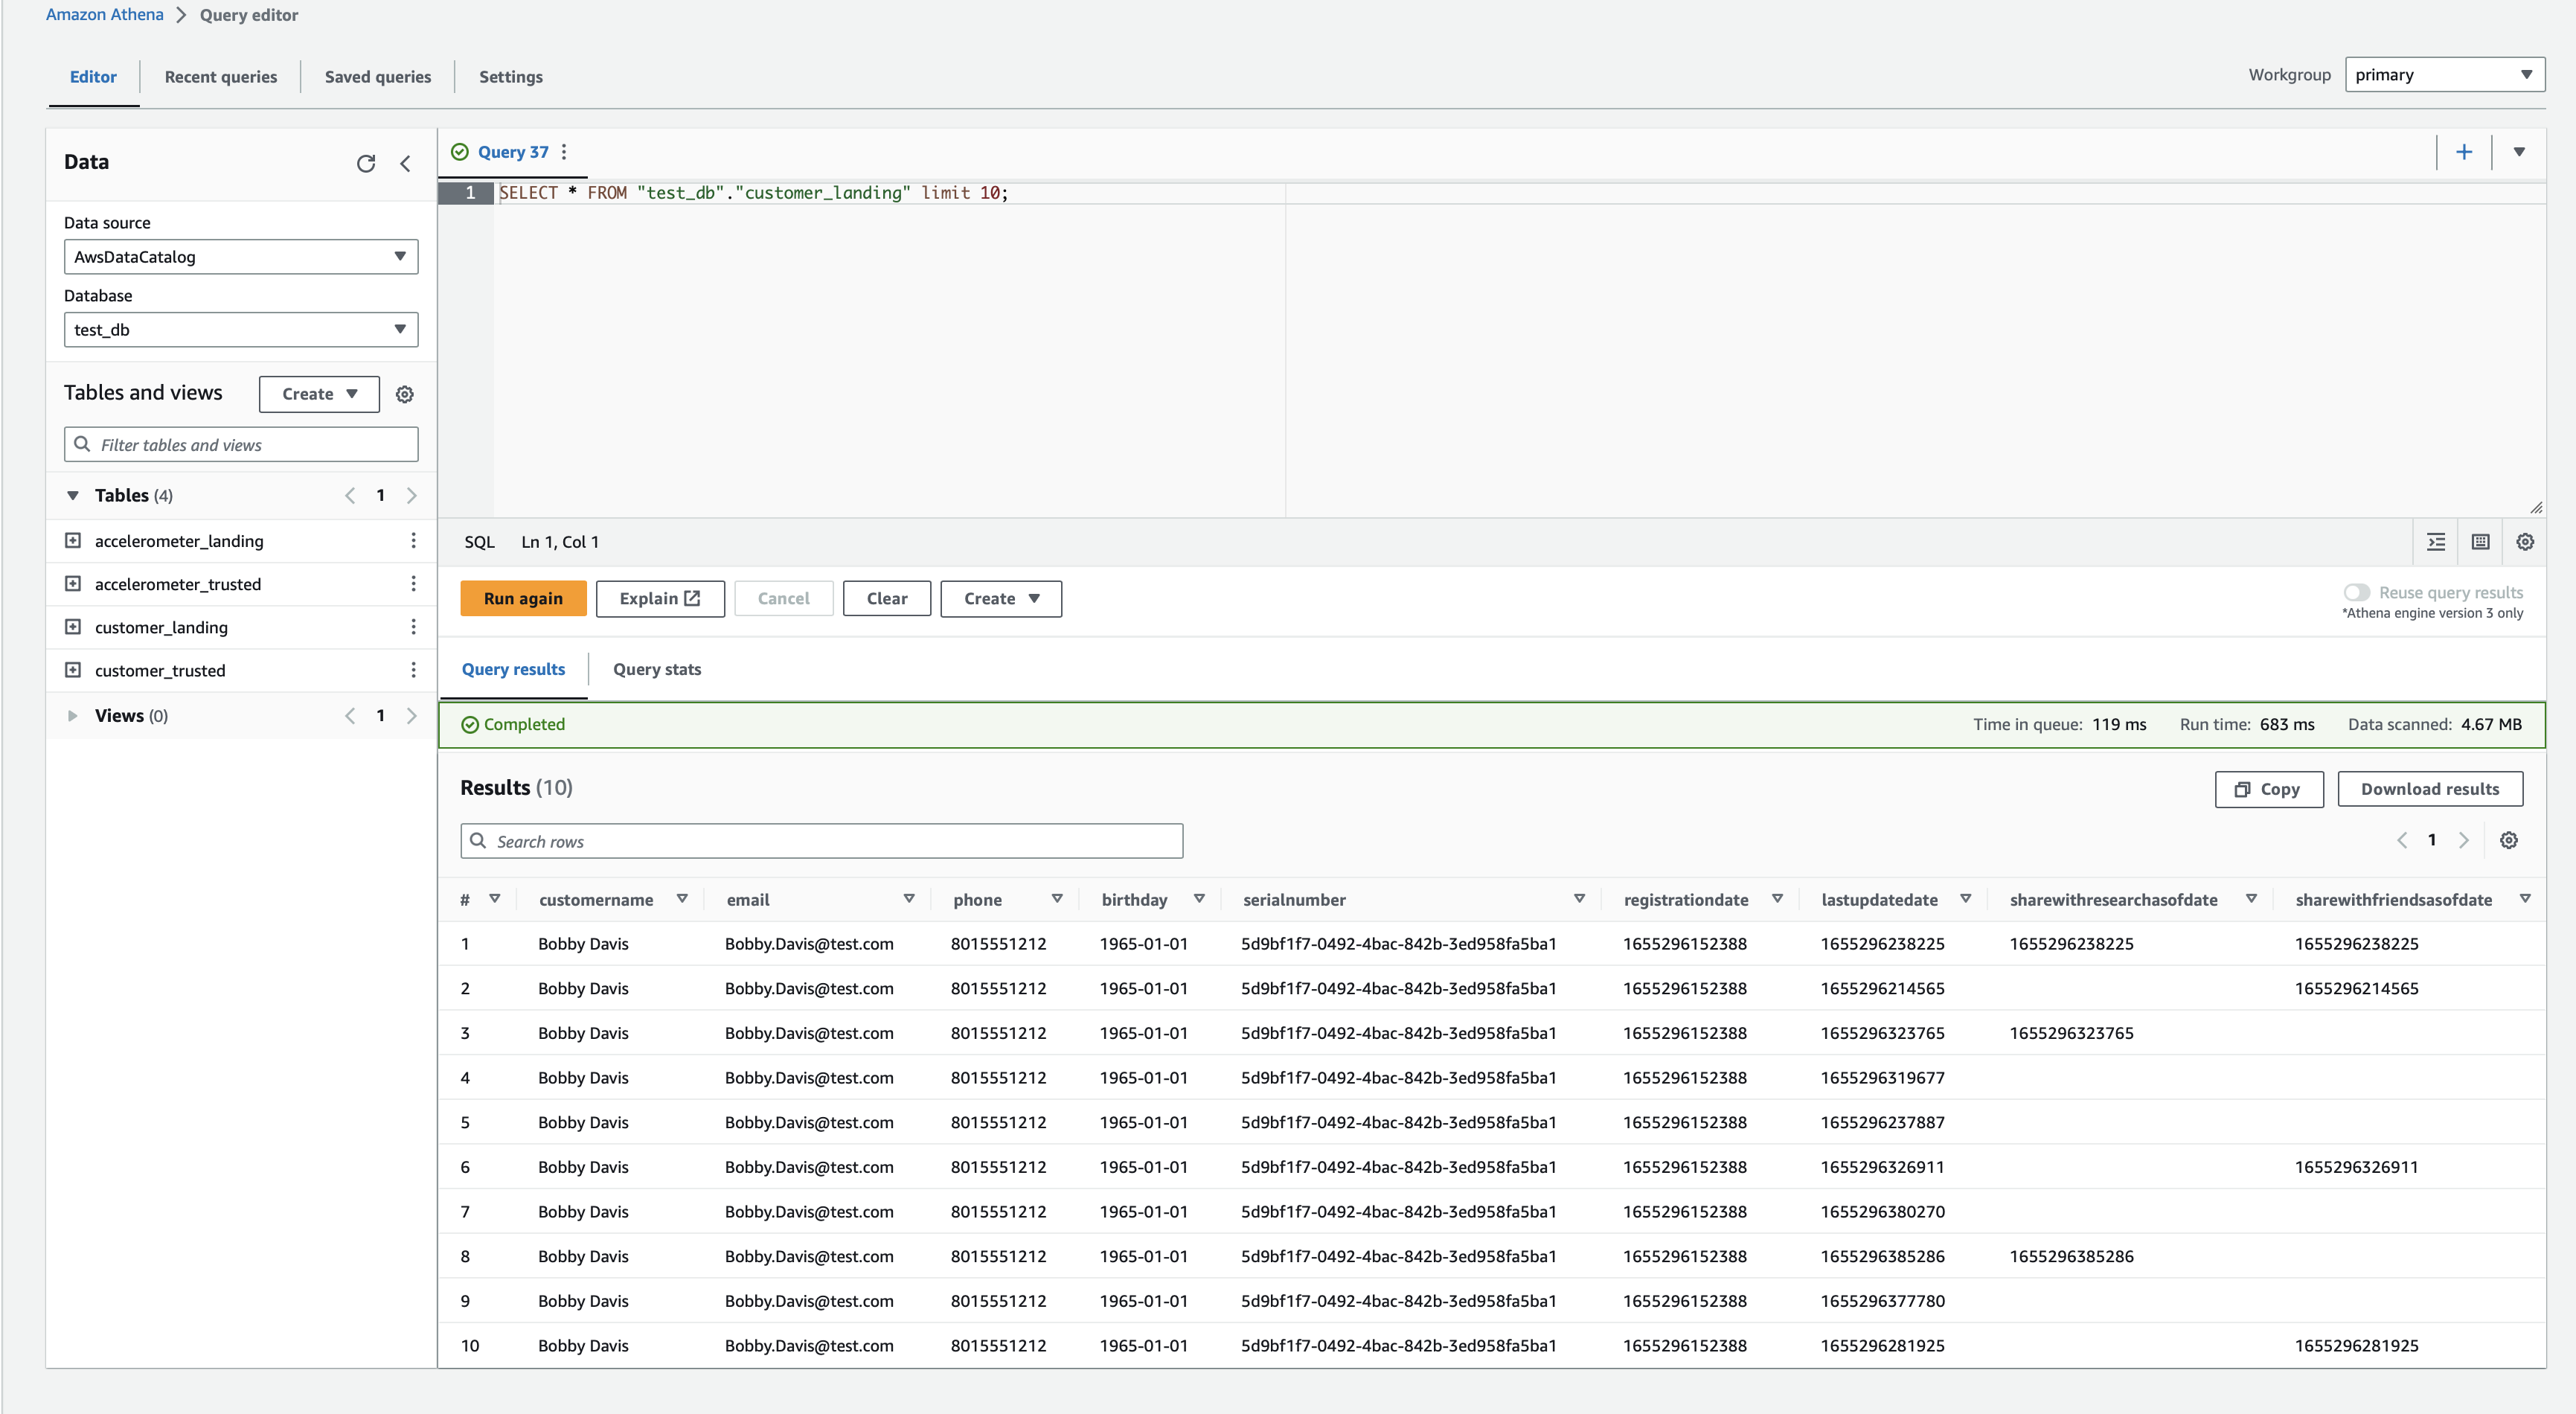 Amazon Athena > Query editor
Editor Recent queries Saved queries Settings
Workgroup primary
Data
Data source
AwsDataCatalog
Database
test_db
Tables and views Create
Filter tables and views
Tables (4) 1
accelerometer_landing
accelerometer_trusted
customer_landing
customer_trusted
Views (0) 1
Query 37
1 SELECT * FROM "test_db"."customer_landing" limit 10;
SQL Ln 1, Col 1
Run again Explain Cancel Clear Create
Reuse query results
*Athena engine version 3 only
Query results Query stats
Completed Time in queue: 119 ms Run time: 683 ms Data scanned: 4.67 MB
Results (10) Copy Download results
Search rows 1
# customername email phone birthday serialnumber registrationdate lastupdatedate sharewithresearchasofdate sharewithfriendsasofdate
1 Bobby Davis Bobby.Davis@test.com 8015551212 1965-01-01 5d9bf1f7-0492-4bac-842b-3ed958fa5ba1 1655296152388 1655296238225 1655296238225 1655296238225
2 Bobby Davis Bobby.Davis@test.com 8015551212 1965-01-01 5d9bf1f7-0492-4bac-842b-3ed958fa5ba1 1655296152388 1655296214565 1655296214565
3 Bobby Davis Bobby.Davis@test.com 8015551212 1965-01-01 5d9bf1f7-0492-4bac-842b-3ed958fa5ba1 1655296152388 1655296323765 1655296323765
4 Bobby Davis Bobby.Davis@test.com 8015551212 1965-01-01 5d9bf1f7-0492-4bac-842b-3ed958fa5ba1 1655296152388 1655296319677
5 Bobby Davis Bobby.Davis@test.com 8015551212 1965-01-01 5d9bf1f7-0492-4bac-842b-3ed958fa5ba1 1655296152388 1655296237887
6 Bobby Davis Bobby.Davis@test.com 8015551212 1965-01-01 5d9bf1f7-0492-4bac-842b-3ed958fa5ba1 1655296152388 1655296326911 1655296326911
7 Bobby Davis Bobby.Davis@test.com 8015551212 1965-01-01 5d9bf1f7-0492-4bac-842b-3ed958fa5ba1 1655296152388 1655296380270
8 Bobby Davis Bobby.Davis@test.com 8015551212 1965-01-01 5d9bf1f7-0492-4bac-842b-3ed958fa5ba1 1655296152388 1655296385286 1655296385286
9 Bobby Davis Bobby.Davis@test.com 8015551212 1965-01-01 5d9bf1f7-0492-4bac-842b-3ed958fa5ba1 1655296152388 1655296377780
10 Bobby Davis Bobby.Davis@test.com 8015551212 1965-01-01 5d9bf1f7-0492-4bac-842b-3ed958fa5ba1 1655296152388 1655296281925 1655296281925